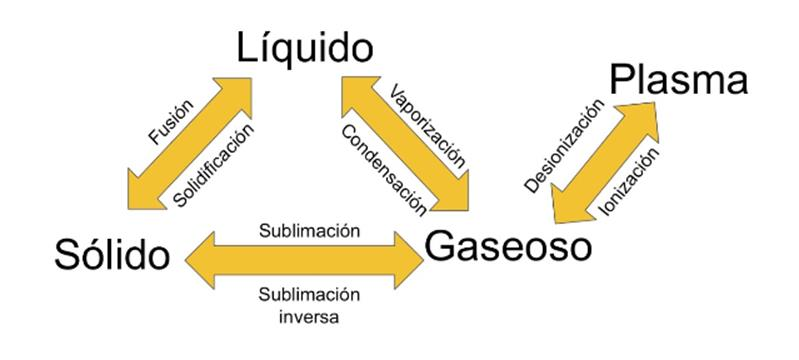 Líquido
Plasma
Fusión
Solidificación
Vaporización
Condensación
Desionización
Ionización
Sólido
Sublimación
Gaseoso
Sublimación
inversa